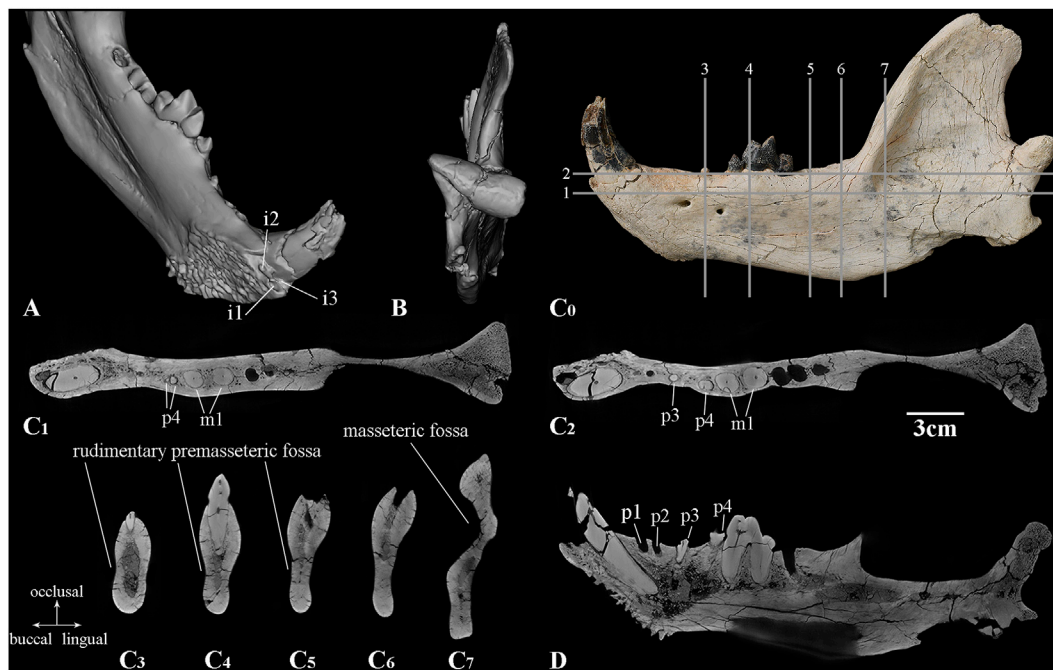 3 4 5 6 7
2
1
i2
i3
i1
A
B
C0
p4 m1
C1
p3 p4 m1
C2
3cm
masseteric fossa
rudimentary premasseteric fossa
p1 p2 p3 p4
occlusal
buccal lingual
C3 C4 C5 C6 C7
D